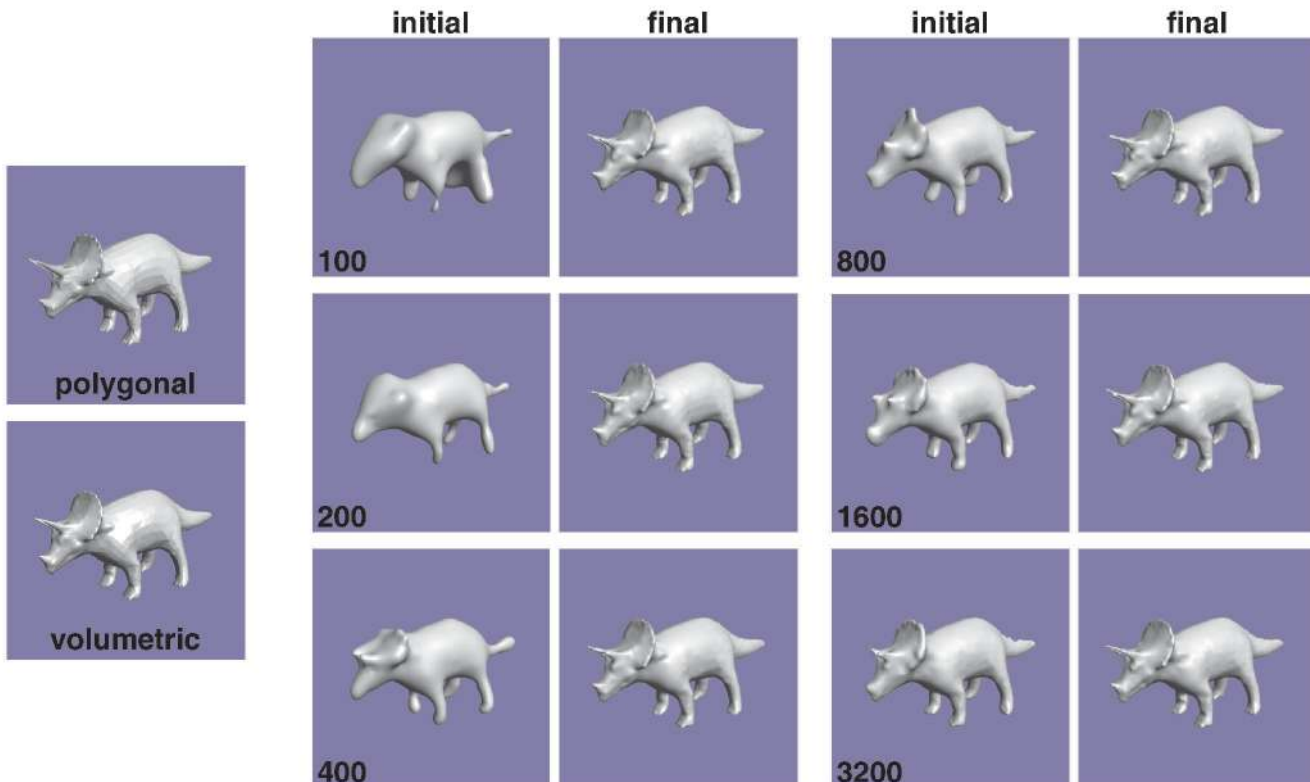 initial final initial final
100 800
polygonal
200 1600
volumetric
400 3200